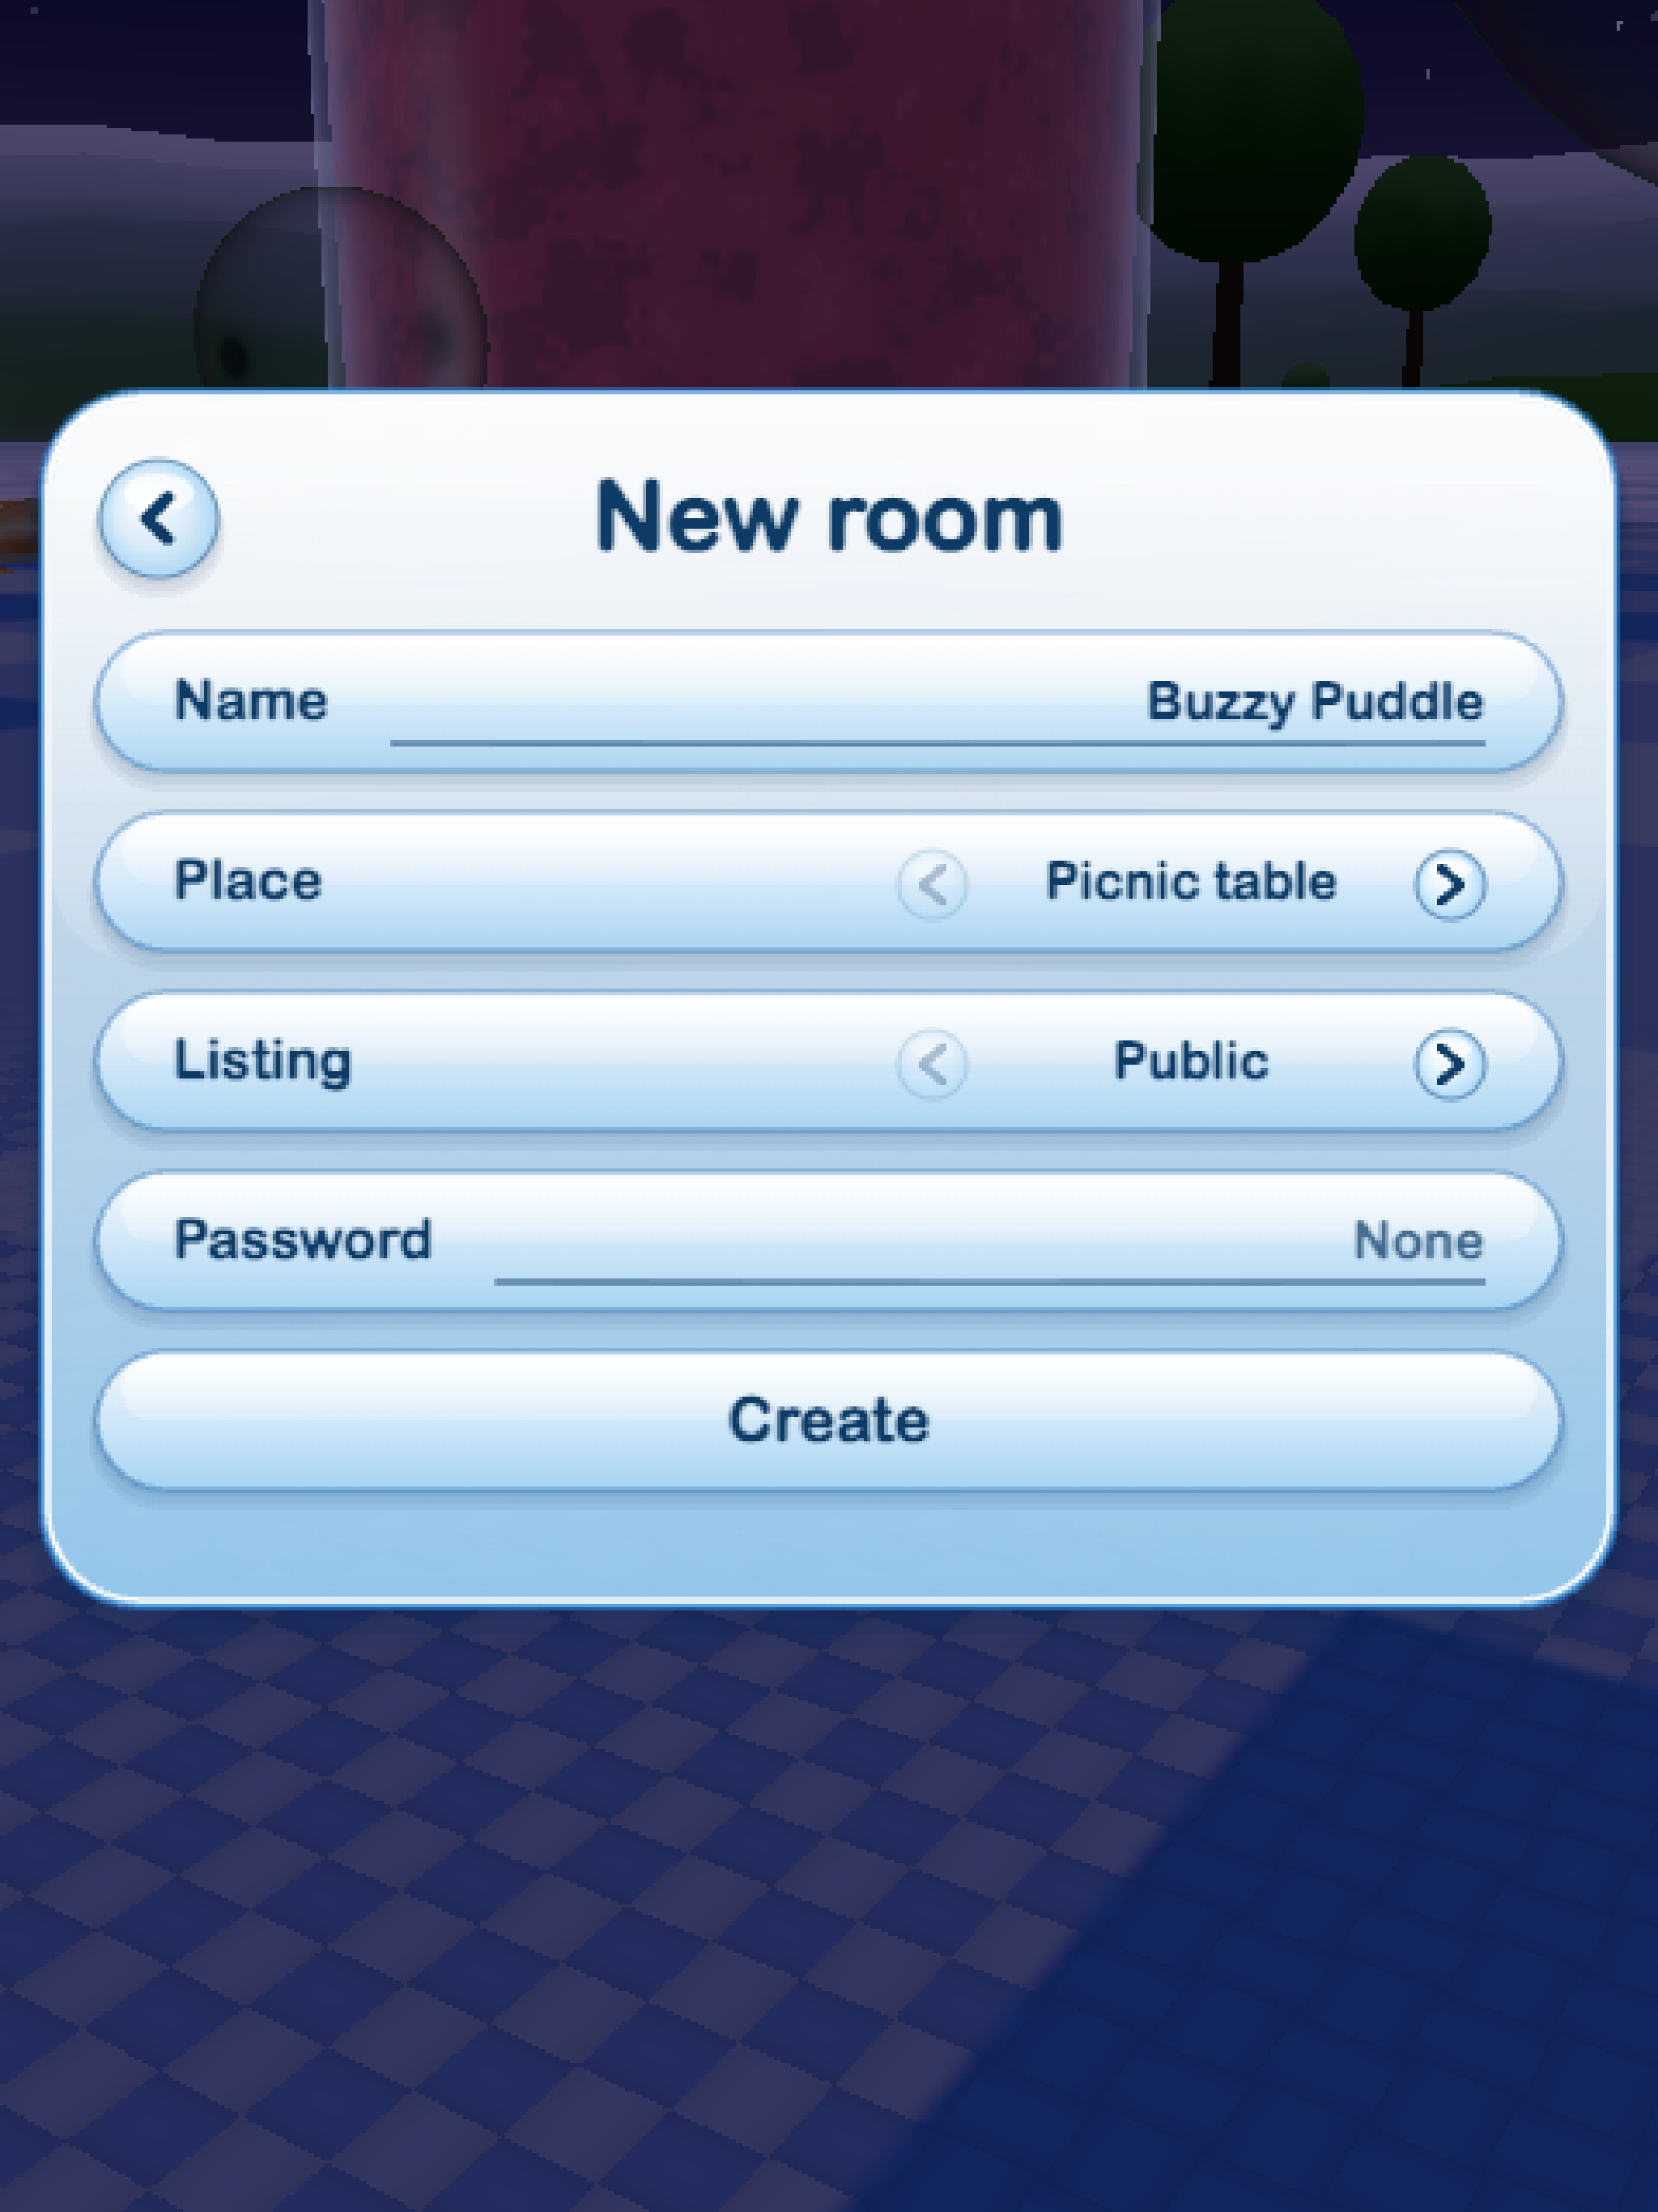 New room
Name Buzzy Puddle
Place Picnic table
Listing Public
Password None
Create